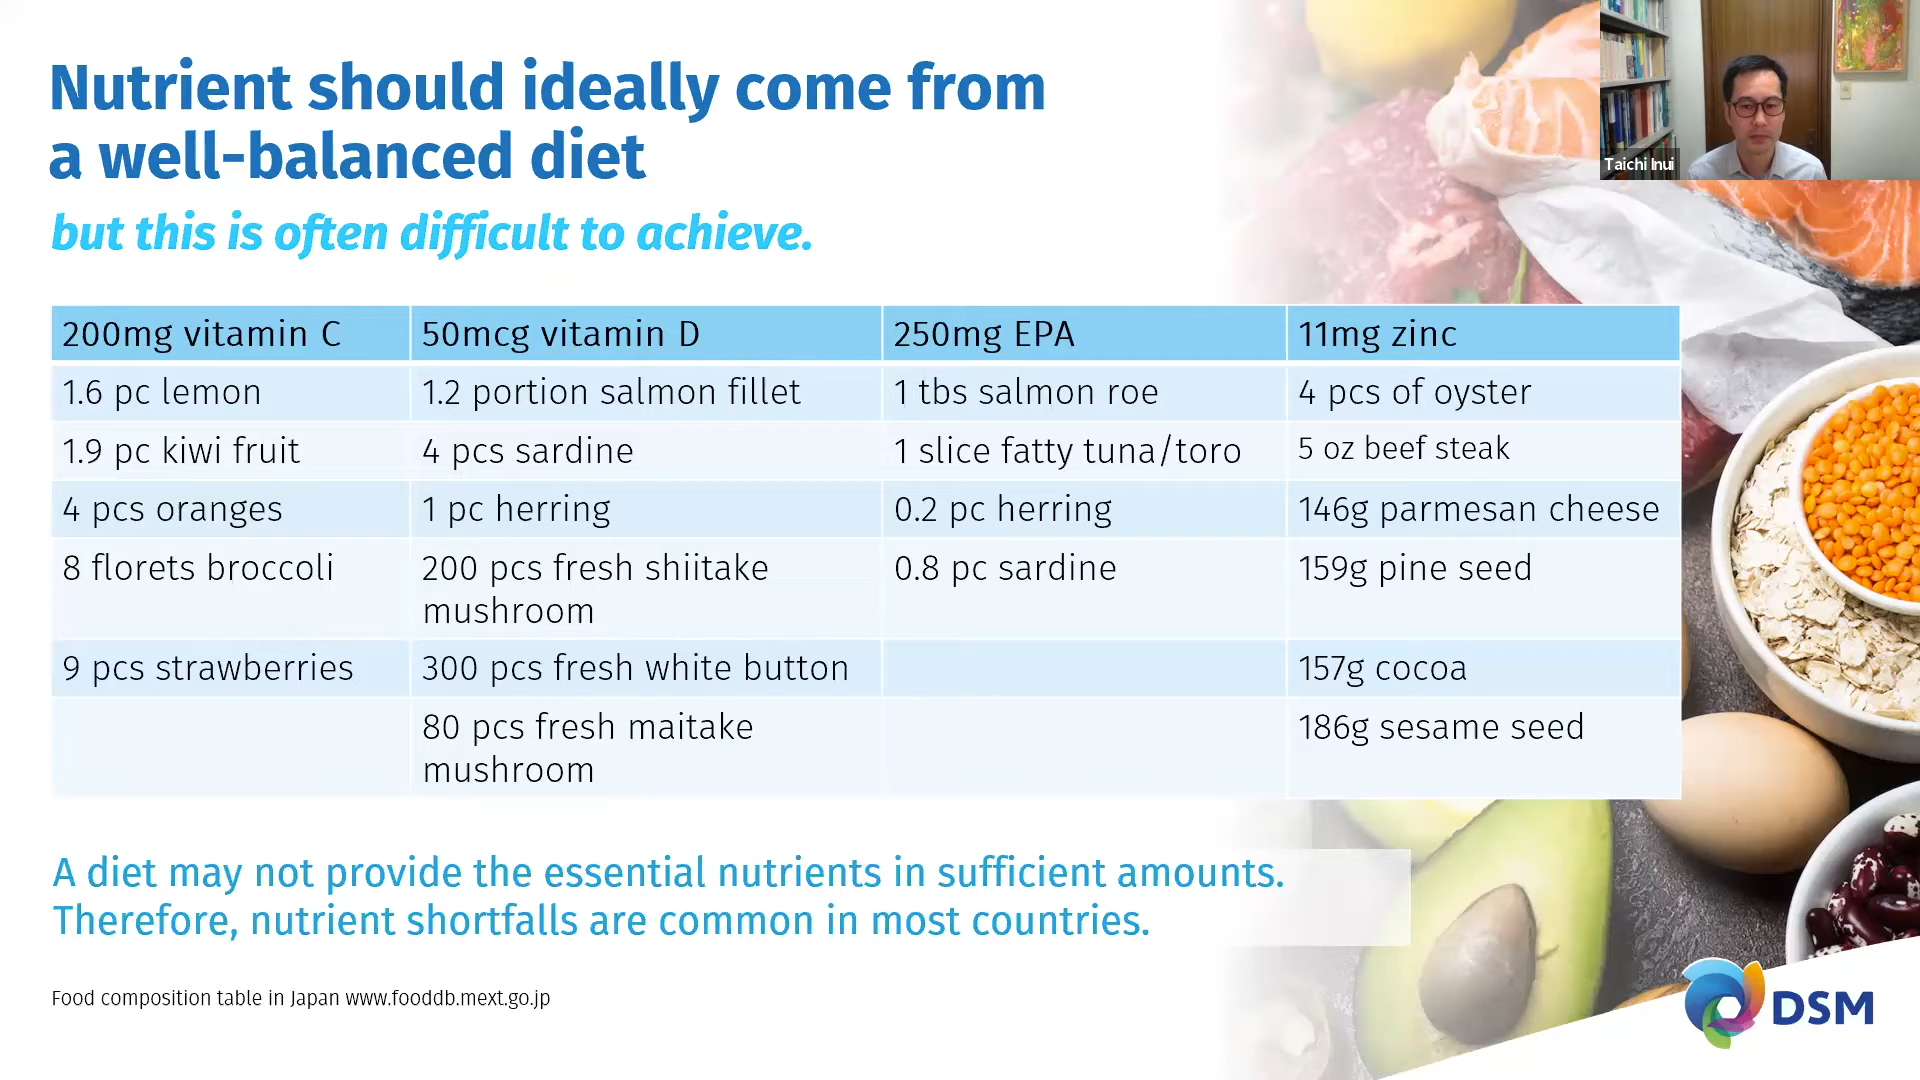 Nutrient should ideally come from
a well-balanced diet
but this is often difficult to achieve.
Taichi Inui
200mg vitamin C
50mcg vitamin D
250mg EPA
11mg zinc
1.6 pc lemon
1.2 portion salmon fillet
1 tbs salmon roe
4 pcs of oyster
1.9 pc kiwi fruit
4 pcs sardine
1 slice fatty tuna/toro
5 oz beef steak
4 pcs oranges
1 pc herring
0.2 pc herring
146g parmesan cheese
8 florets broccoli
200 pcs fresh shiitake
mushroom
0.8 pc sardine
159g pine seed
9 pcs strawberries
300 pcs fresh white button
157g cocoa
80 pcs fresh maitake
mushroom
186g sesame seed
A diet may not provide the essential nutrients in sufficient amounts.
Therefore, nutrient shortfalls are common in most countries.
Food composition table in Japan www.fooddb.mext.go.jp
DSM